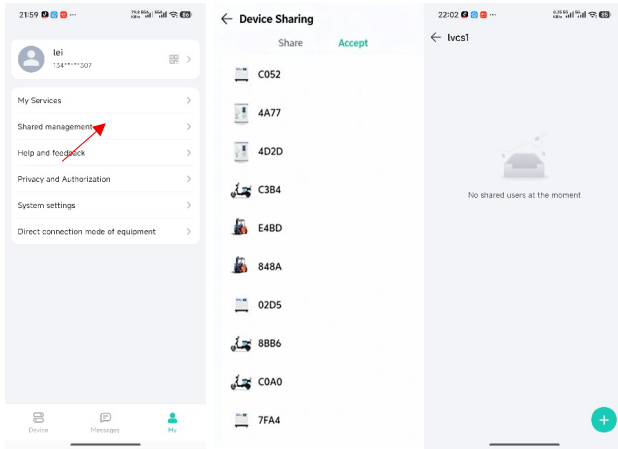 21:59
lei
134****307
My Services
Shared management
Help and feedback
Privacy and Authorization
System settings
Direct connection mode of equipment
Device
Messages
My
Device Sharing
Share
Accept
C052
4A77
4D2D
C3B4
E4BD
848A
02D5
8BB6
C0A0
7FA4
22:02
lvcs1
No shared users at the moment